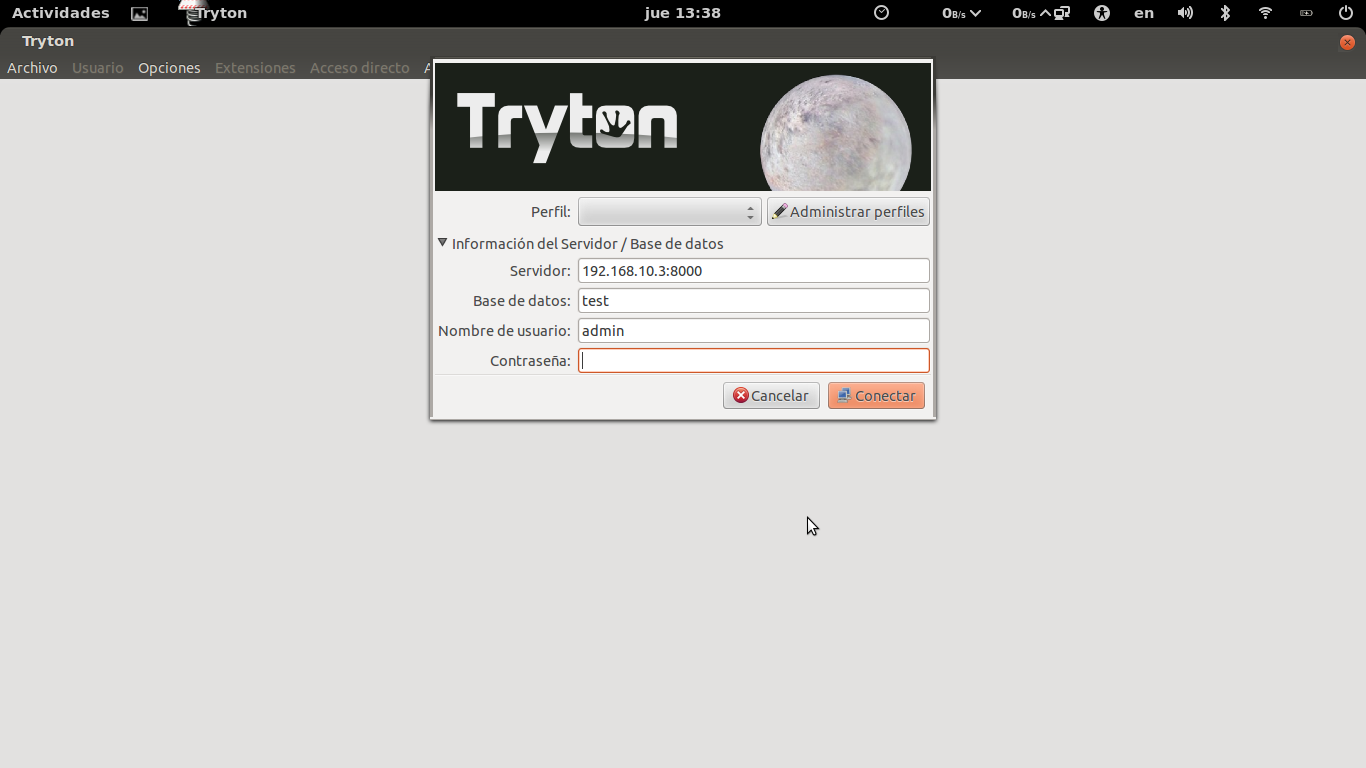 Actividades Tryton jue 13:38 0B/s 0B/s en
Tryton
Archivo Usuario Opciones Extensiones Acceso directo
Tryton
Perfil: Administrar perfiles
Información del Servidor / Base de datos
Servidor: 192.168.10.3:8000
Base de datos: test
Nombre de usuario: admin
Contraseña:
Cancelar Conectar